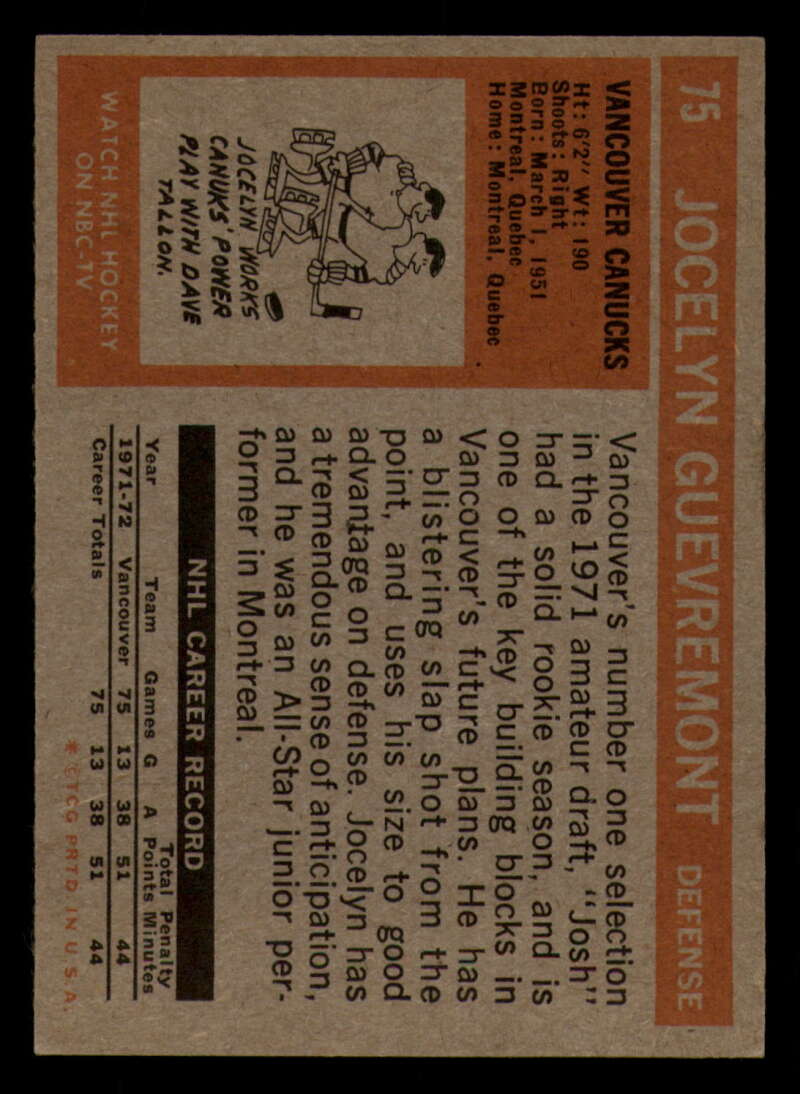 75 JOCELYN GUEVREMONT DEFENSE
VANCOUVER CANUCKS
Ht: 6'2" Wt: 190
Shoots: Right
Born: March 1, 1951
Montreal, Quebec
Home: Montreal, Quebec
JOCELYN WORKS
CANUKS' POWER
PLAY WITH DAVE
TALLON.
WATCH NHL HOCKEY
ON NBC-TV
Vancouver's number one selection
in the 1971 amateur draft, "Josh"
had a solid rookie season, and is
one of the key building blocks in
Vancouver's future plans. He has
a blistering slap shot from the
point, and uses his size to good
advantage on defense. Jocelyn has
a tremendous sense of anticipation,
and he was an All-Star junior per-
former in Montreal.
NHL CAREER RECORD
Total Penalty
Year Team Games G A Points Minutes
1971-72 Vancouver 75 13 38 51 44
Career Totals 75 13 38 51 44
* ©TCG PRTD IN U.S.A.